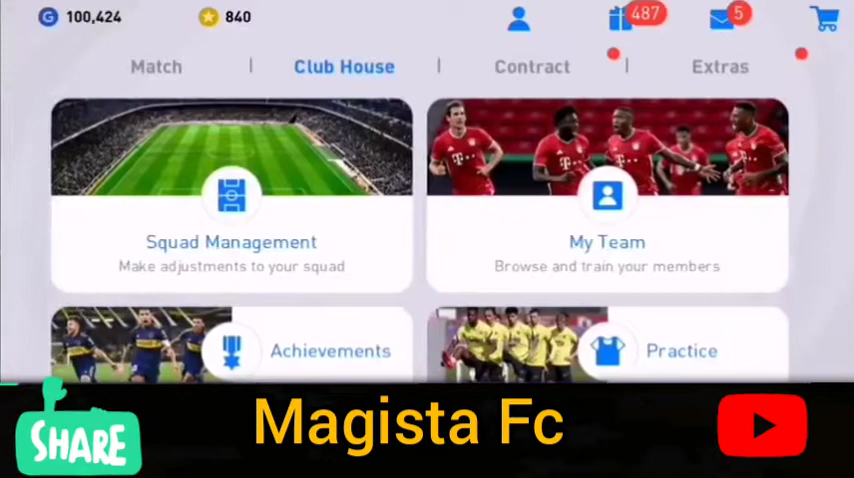 100,424 840 487 5
Match | Club House | Contract | Extras
Squad Management
Make adjustments to your squad
My Team
Browse and train your members
Achievements
Practice
SHARE
Magista Fc